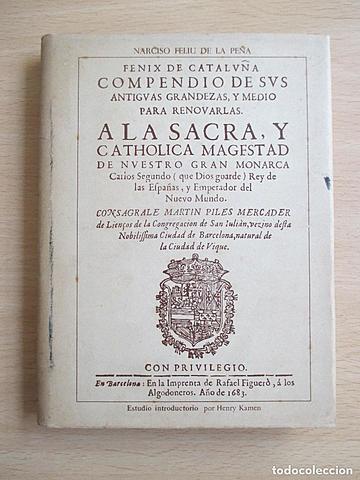 NARCISO FELIU DE LA PEÑA
FENIX DE CATALVÑA
COMPENDIO DE SVS
ANTIGVAS GRANDEZAS, Y MEDIO
PARA RENOVARLAS.
A LA SACRA, Y
CATHOLICA MAGESTAD
DE NVESTRO GRAN MONARCA
Carlos Segundo (que Dios guarde) Rey de
las Españas, y Emperador del
Nuevo Mundo.
CONSAGRALE MARTIN PILES MERCADER
de Lienços de la Congregacion de San Iulián, vezino desta
Nobilissima Ciudad de Barcelona, natural de
la Ciudad de Vique.
CON PRIVILEGIO.
En Barcelona: En la Imprenta de Rafael Figuerò, á los
Algodoneros. Año de 1683.
Estudio introductorio por Henry Kamen
todocoleccion